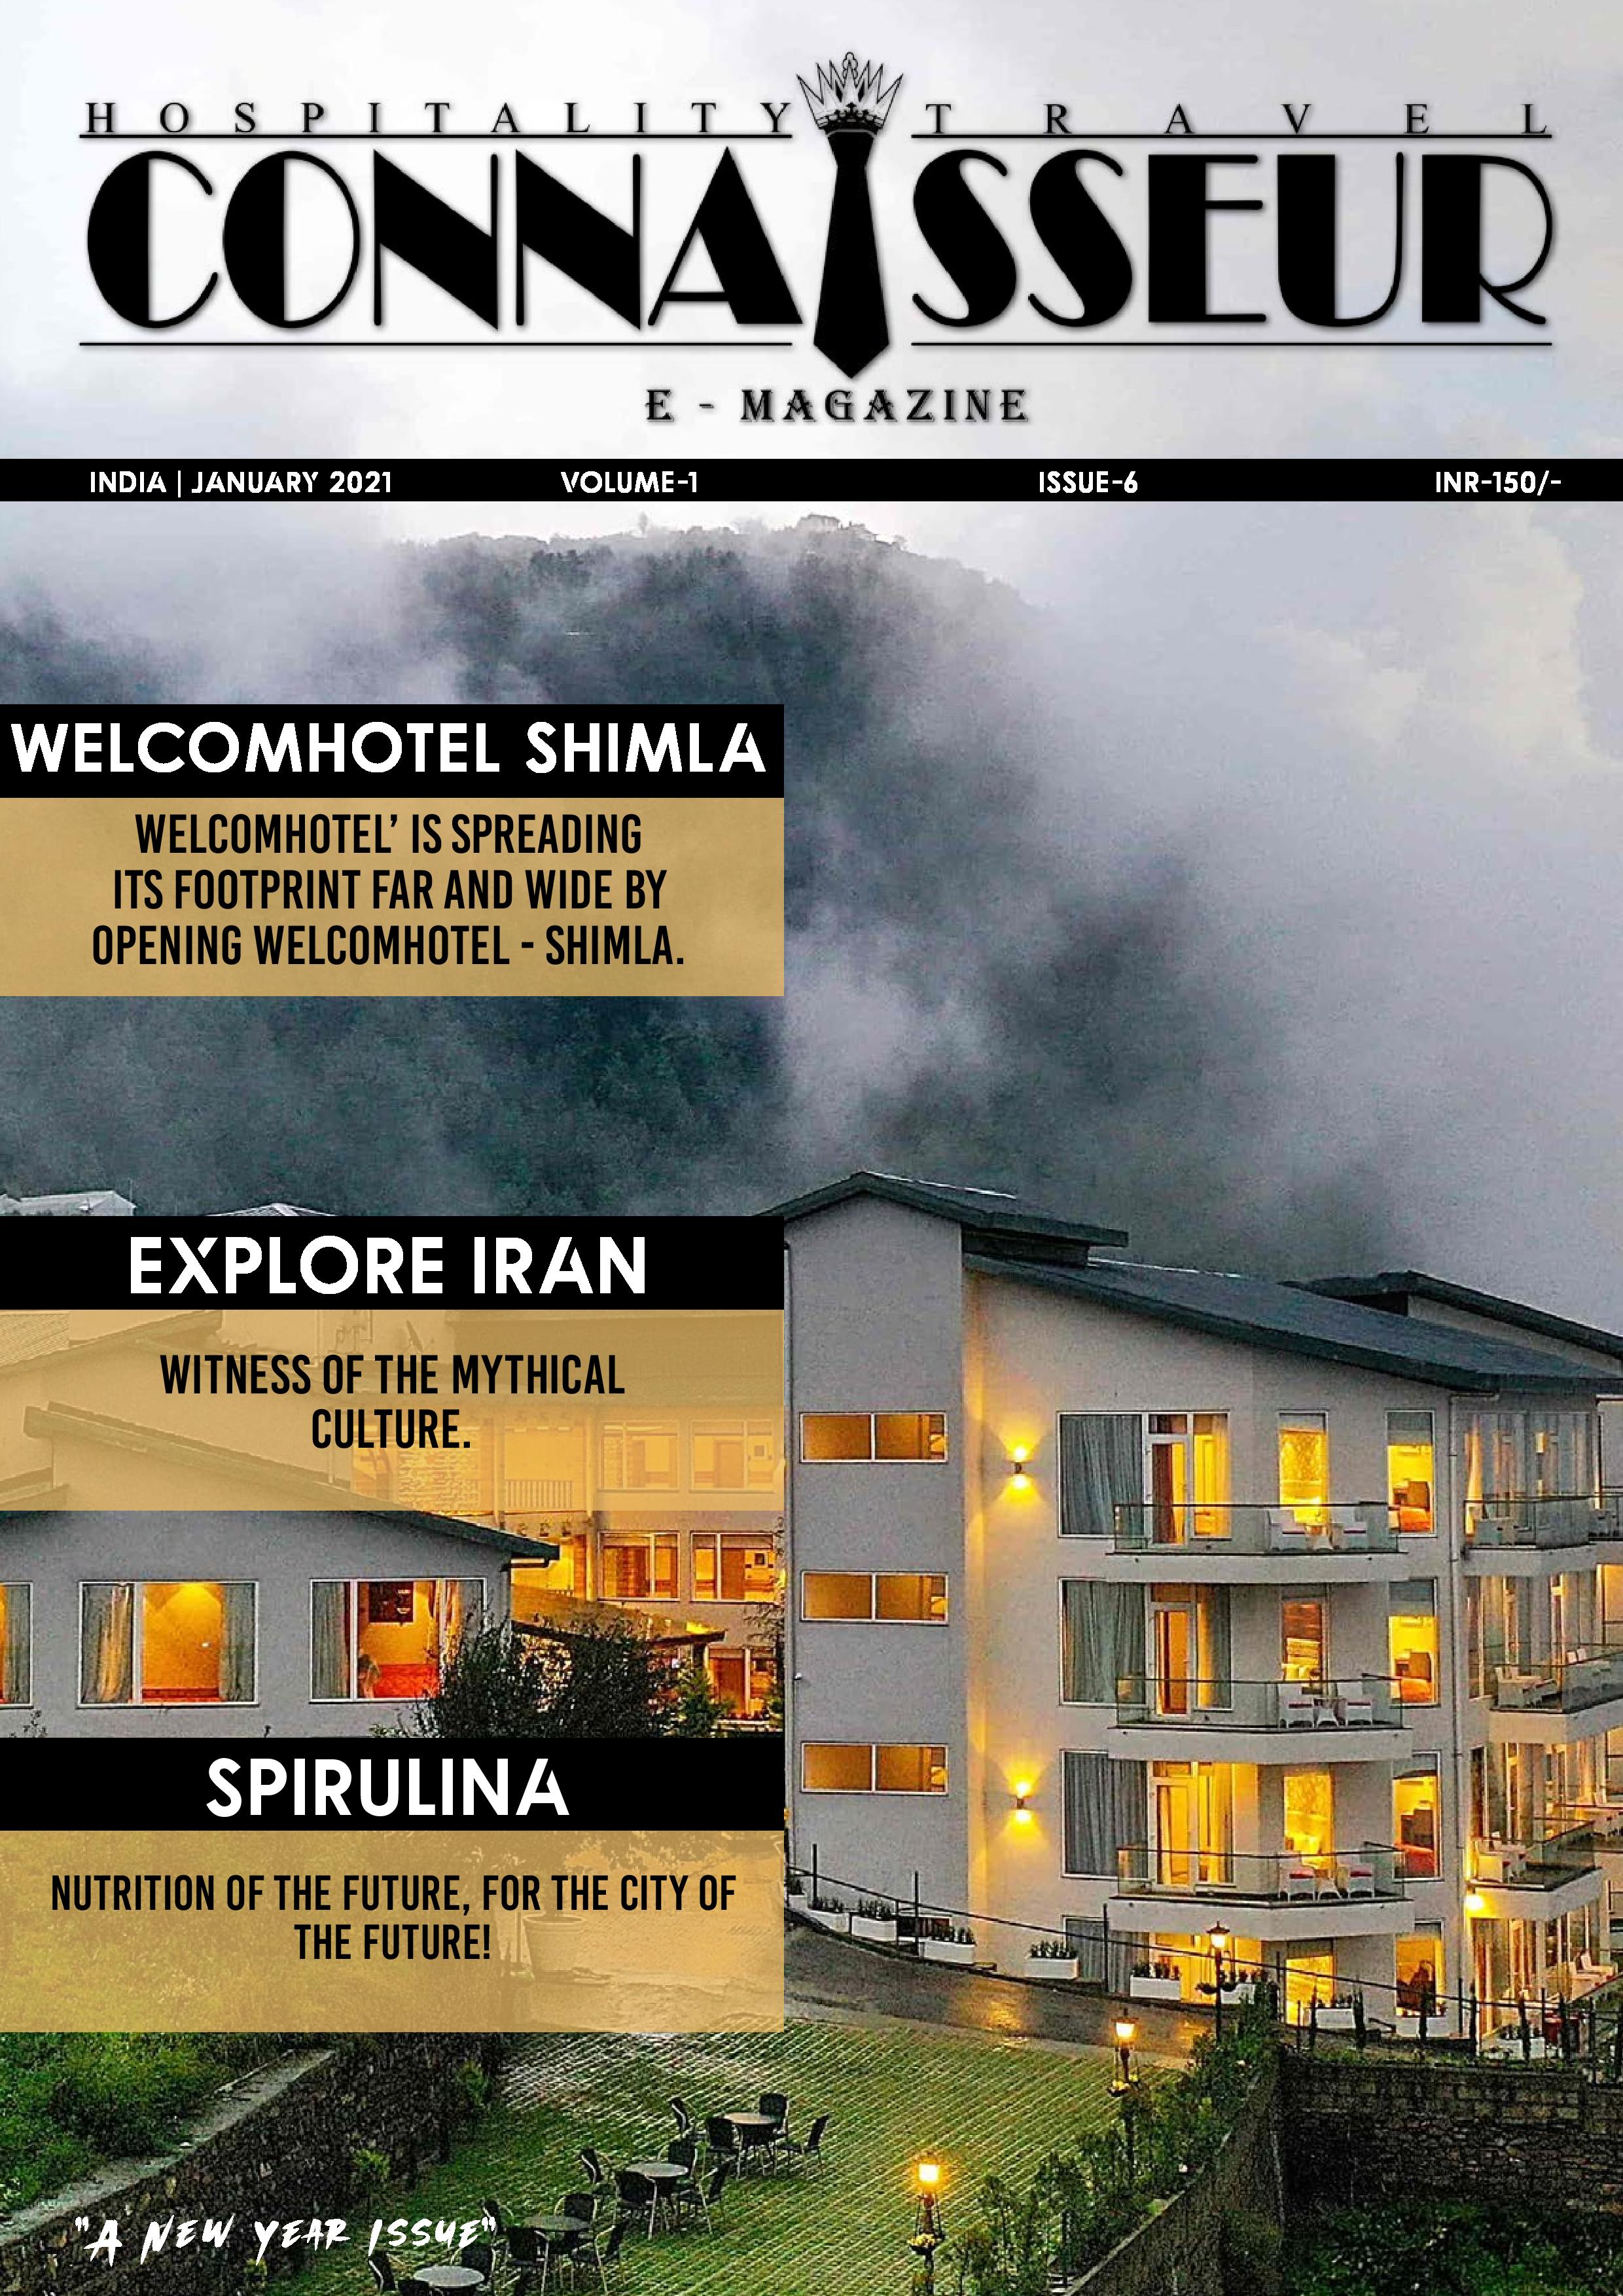 HOSPITALITY TRAVEL
CONNAISSEUR
E - MAGAZINE
INDIA | JANUARY 2021 VOLUME-1 ISSUE-6 INR-150/-
WELCOMHOTEL SHIMLA
WELCOMHOTEL’ IS SPREADING
ITS FOOTPRINT FAR AND WIDE BY
OPENING WELCOMHOTEL - SHIMLA.
EXPLORE IRAN
WITNESS OF THE MYTHICAL
CULTURE.
SPIRULINA
NUTRITION OF THE FUTURE, FOR THE CITY OF
THE FUTURE!
"A NEW YEAR ISSUE"